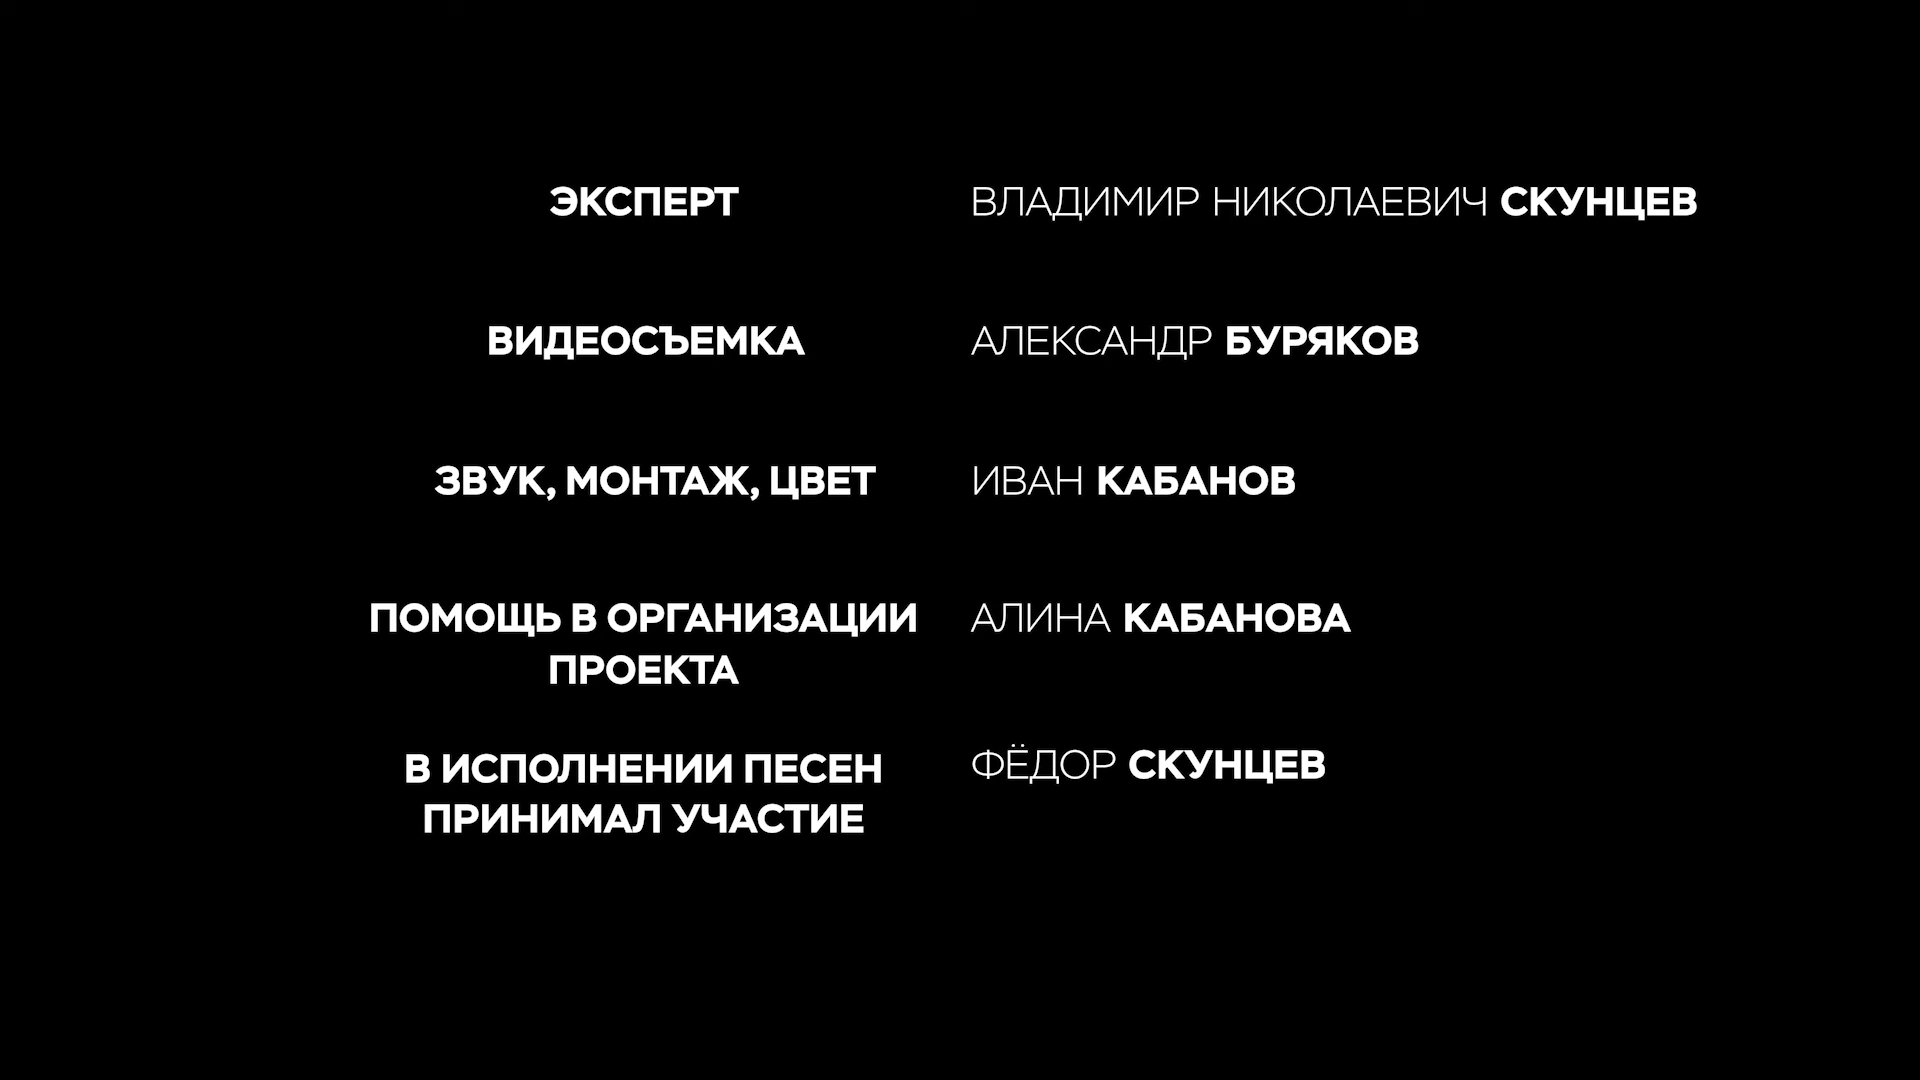 ЭКСПЕРТ ВЛАДИМИР НИКОЛАЕВИЧ СКУНЦЕВ
ВИДЕОСЪЕМКА АЛЕКСАНДР БУРЯКОВ
ЗВУК, МОНТАЖ, ЦВЕТ ИВАН КАБАНОВ
ПОМОЩЬ В ОРГАНИЗАЦИИ АЛИНА КАБАНОВА
ПРОЕКТА
В ИСПОЛНЕНИИ ПЕСЕН ФЁДОР СКУНЦЕВ
ПРИНИМАЛ УЧАСТИЕ